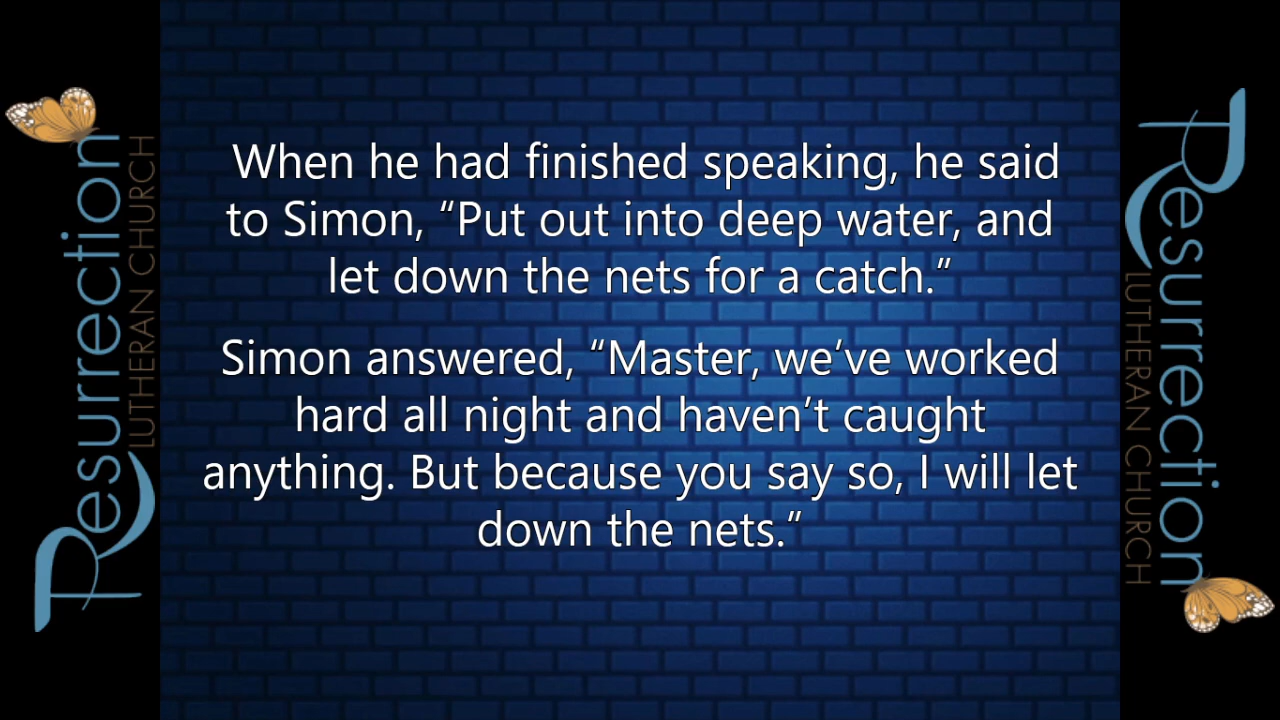 Resurrection
LUTHERAN CHURCH
When he had finished speaking, he said
to Simon, “Put out into deep water, and
let down the nets for a catch.”
Simon answered, “Master, we’ve worked
hard all night and haven’t caught
anything. But because you say so, I will let
down the nets.”
Resurrection
LUTHERAN CHURCH